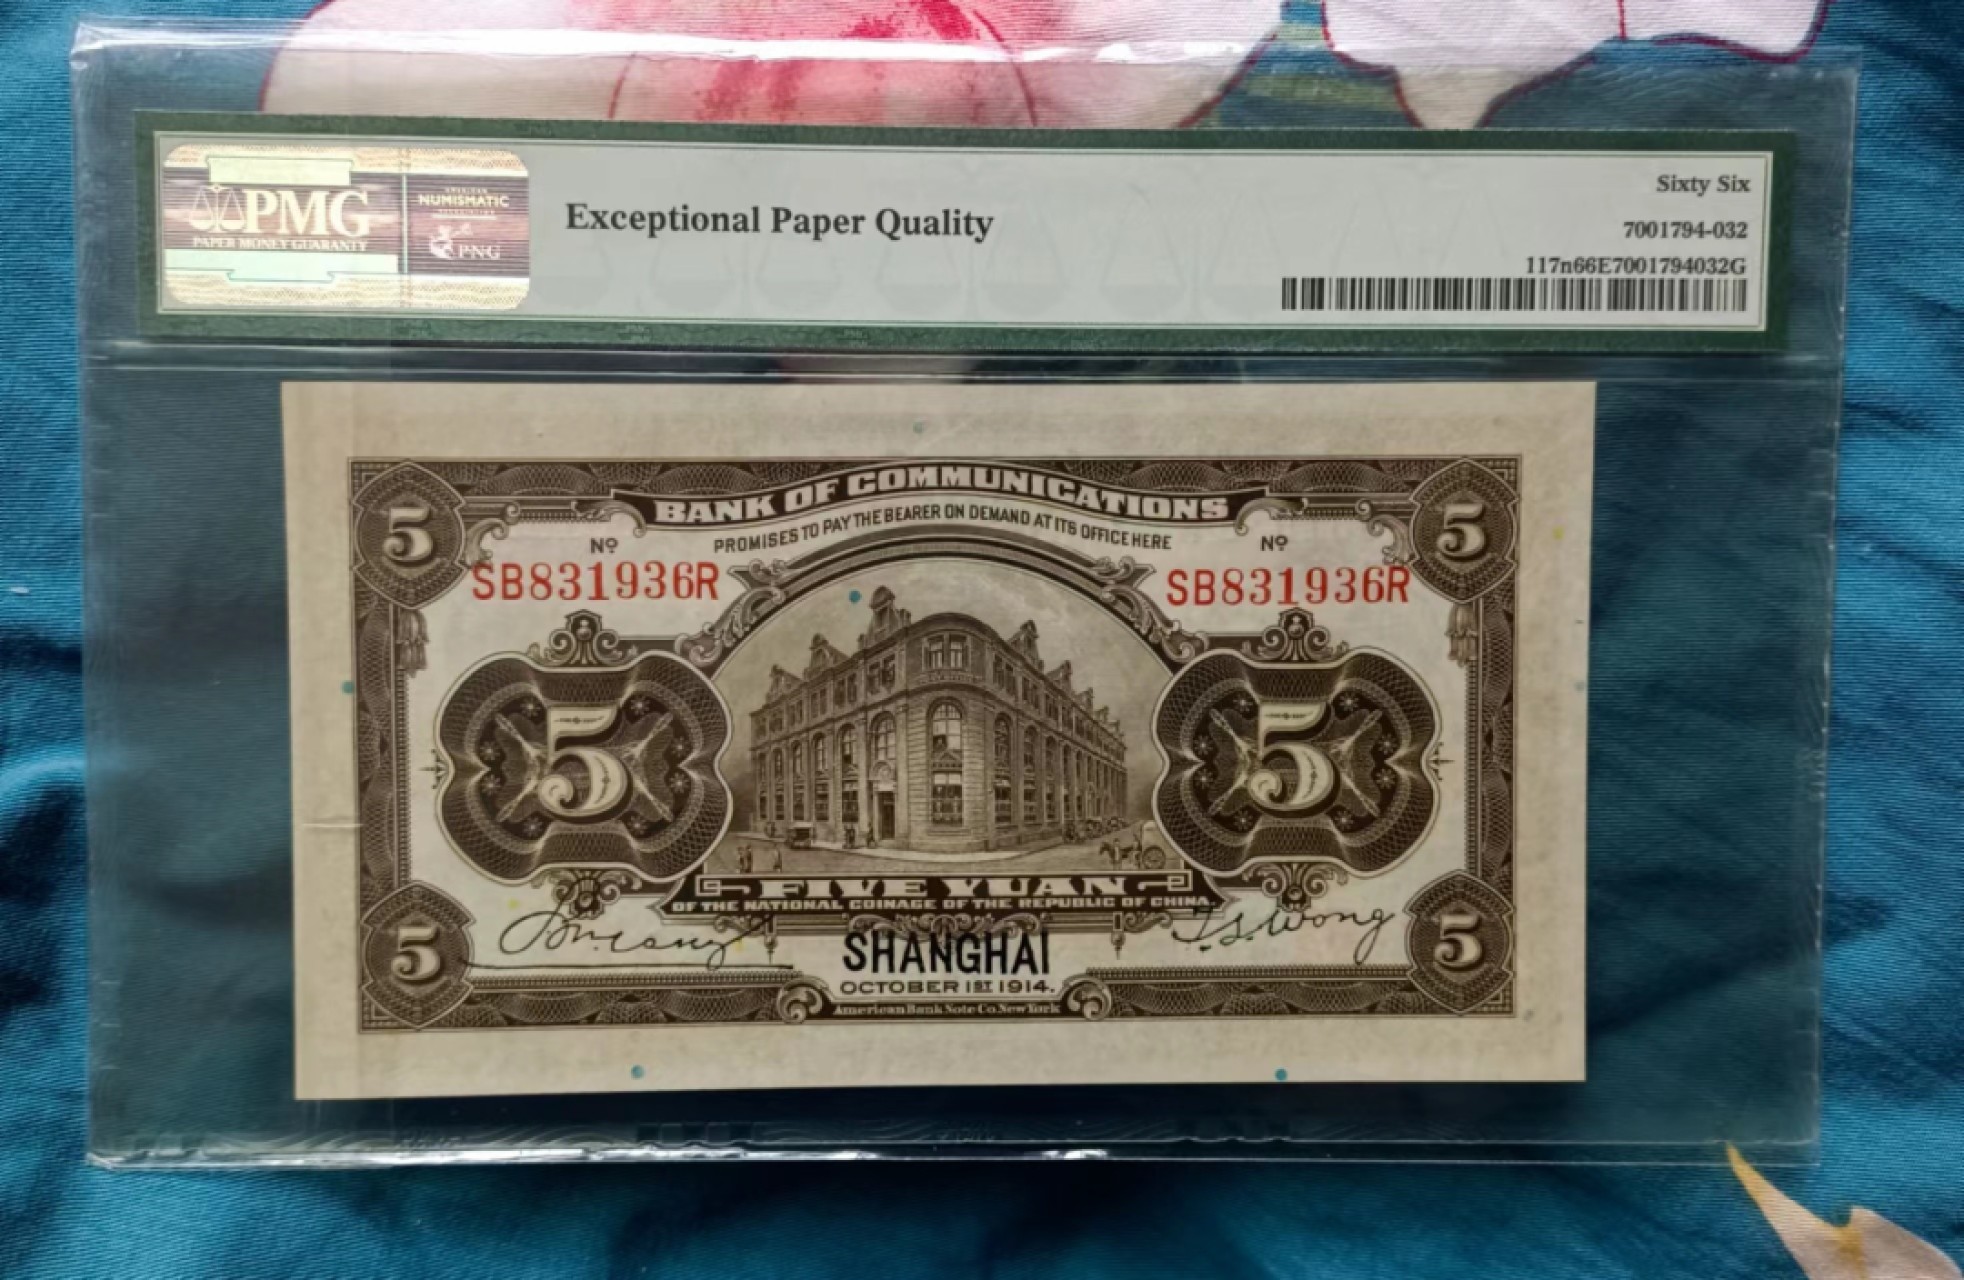 PMG
PAPER MONEY GUARANTY
NUMISMATIC
PNG
Exceptional Paper Quality
Sixty Six
7001794-032
117n66E7001794032G
BANK OF COMMUNICATIONS
PROMISES TO PAY THE BEARER ON DEMAND AT ITS OFFICE HERE
5
5
Nº
Nº
SB831936R
SB831936R
5
5
FIVE YUAN
OF THE NATIONAL COINAGE OF THE REPUBLIC OF CHINA.
T.S. Wong
5
SHANGHAI
5
OCTOBER 1ST 1914.
American Bank Note Co. New York